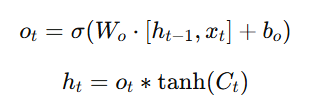 o_t = σ(W_o · [h_{t−1}, x_t] + b_o)
h_t = o_t * tanh(C_t)